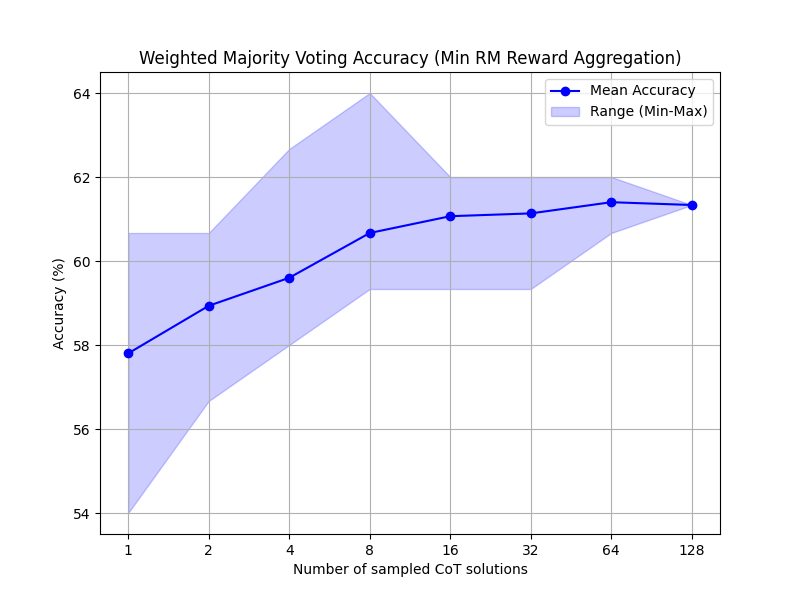 Weighted Majority Voting Accuracy (Min RM Reward Aggregation)
Mean Accuracy
Range (Min-Max)
Accuracy (%)
64
62
60
58
56
54
1 2 4 8 16 32 64 128
Number of sampled CoT solutions